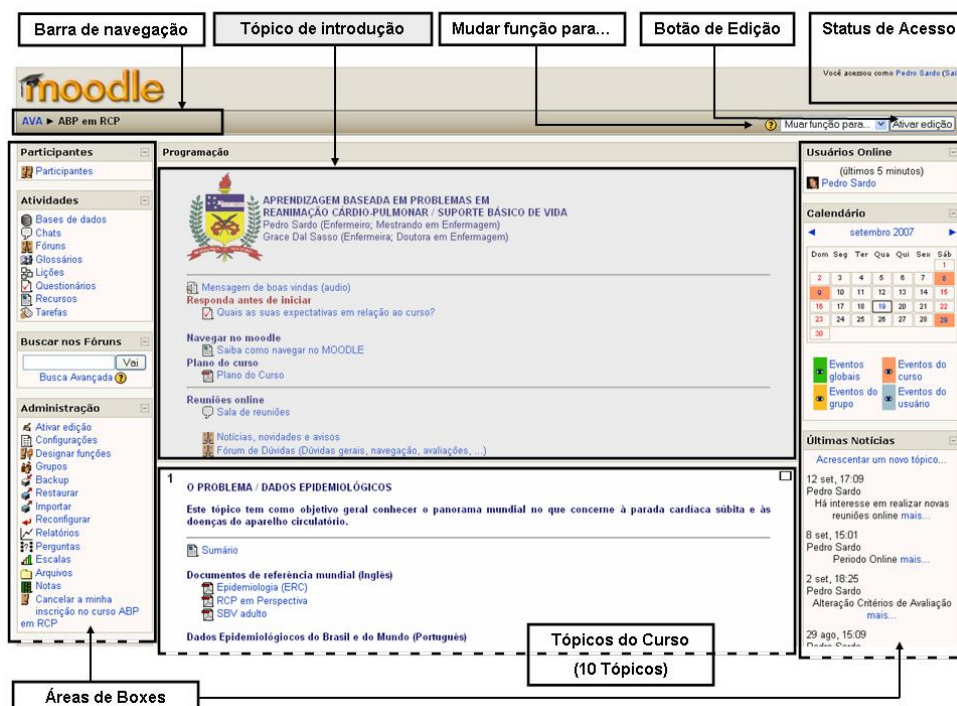 Barra de navegação
Tópico de introdução
Mudar função para...
Botão de Edição
Status de Acesso
moodle
Você acessou como Pedro Sardo (Sai
AVA ► ABP em RCP
Muar função para...
Ativar edição
Participantes
Participantes
Atividades
Bases de dados
Chats
Fóruns
Glossários
Lições
Questionários
Recursos
Tarefas
Buscar nos Fóruns
Vai
Busca Avançada
Administração
Ativar edição
Configurações
Designar funções
Grupos
Backup
Restaurar
Importar
Reconfigurar
Relatórios
Perguntas
Escalas
Arquivos
Notas
Cancelar a minha
inscrição no curso ABP
em RCP
Programação
APRENDIZAGEM BASEADA EM PROBLEMAS EM
REANIMAÇÃO CÁRDIO-PULMONAR / SUPORTE BÁSICO DE VIDA
Pedro Sardo (Enfermeiro; Mestrando em Enfermagem)
Grace Dal Sasso (Enfermeira; Doutora em Enfermagem)
Mensagem de boas vindas (audio)
Responda antes de iniciar
Quais as suas expectativas em relação ao curso?
Navegar no moodle
Saiba como navegar no MOODLE
Plano do curso
Plano do Curso
Reuniões online
Sala de reuniões
Notícias, novidades e avisos
Fórum de Dúvidas (Dúvidas gerais, navegação, avaliações, ...)
1
O PROBLEMA / DADOS EPIDEMIOLÓGICOS
Este tópico tem como objetivo geral conhecer o panorama mundial no que concerne à parada cardíaca súbita e às
doenças do aparelho circulatório.
Sumário
Documentos de referência mundial (Inglês)
Epidemiologia (ERC)
RCP em Perspectiva
SBV adulto
Dados Epidemiológiocos do Brasil e do Mundo (Português)
Usuários Online
(últimos 5 minutos)
Pedro Sardo
Calendário
setembro 2007
Dom Seg Ter Qua Qui Sex Sáb
1
2 3 4 5 6 7 8
9 10 11 12 13 14 15
16 17 18 19 20 21 22
23 24 25 26 27 28 29
30
Eventos globais
Eventos do curso
Eventos do grupo
Eventos do usuário
Últimas Notícias
Acrescentar um novo tópico...
12 set, 17:09
Pedro Sardo
Há interesse em realizar novas
reuniões online mais...
8 set, 15:01
Pedro Sardo
Periodo Online mais...
2 set, 18:25
Pedro Sardo
Alteração Critérios de Avaliação
mais...
29 ago, 15:09
Pedro Sardo
Tópicos do Curso
(10 Tópicos)
Áreas de Boxes